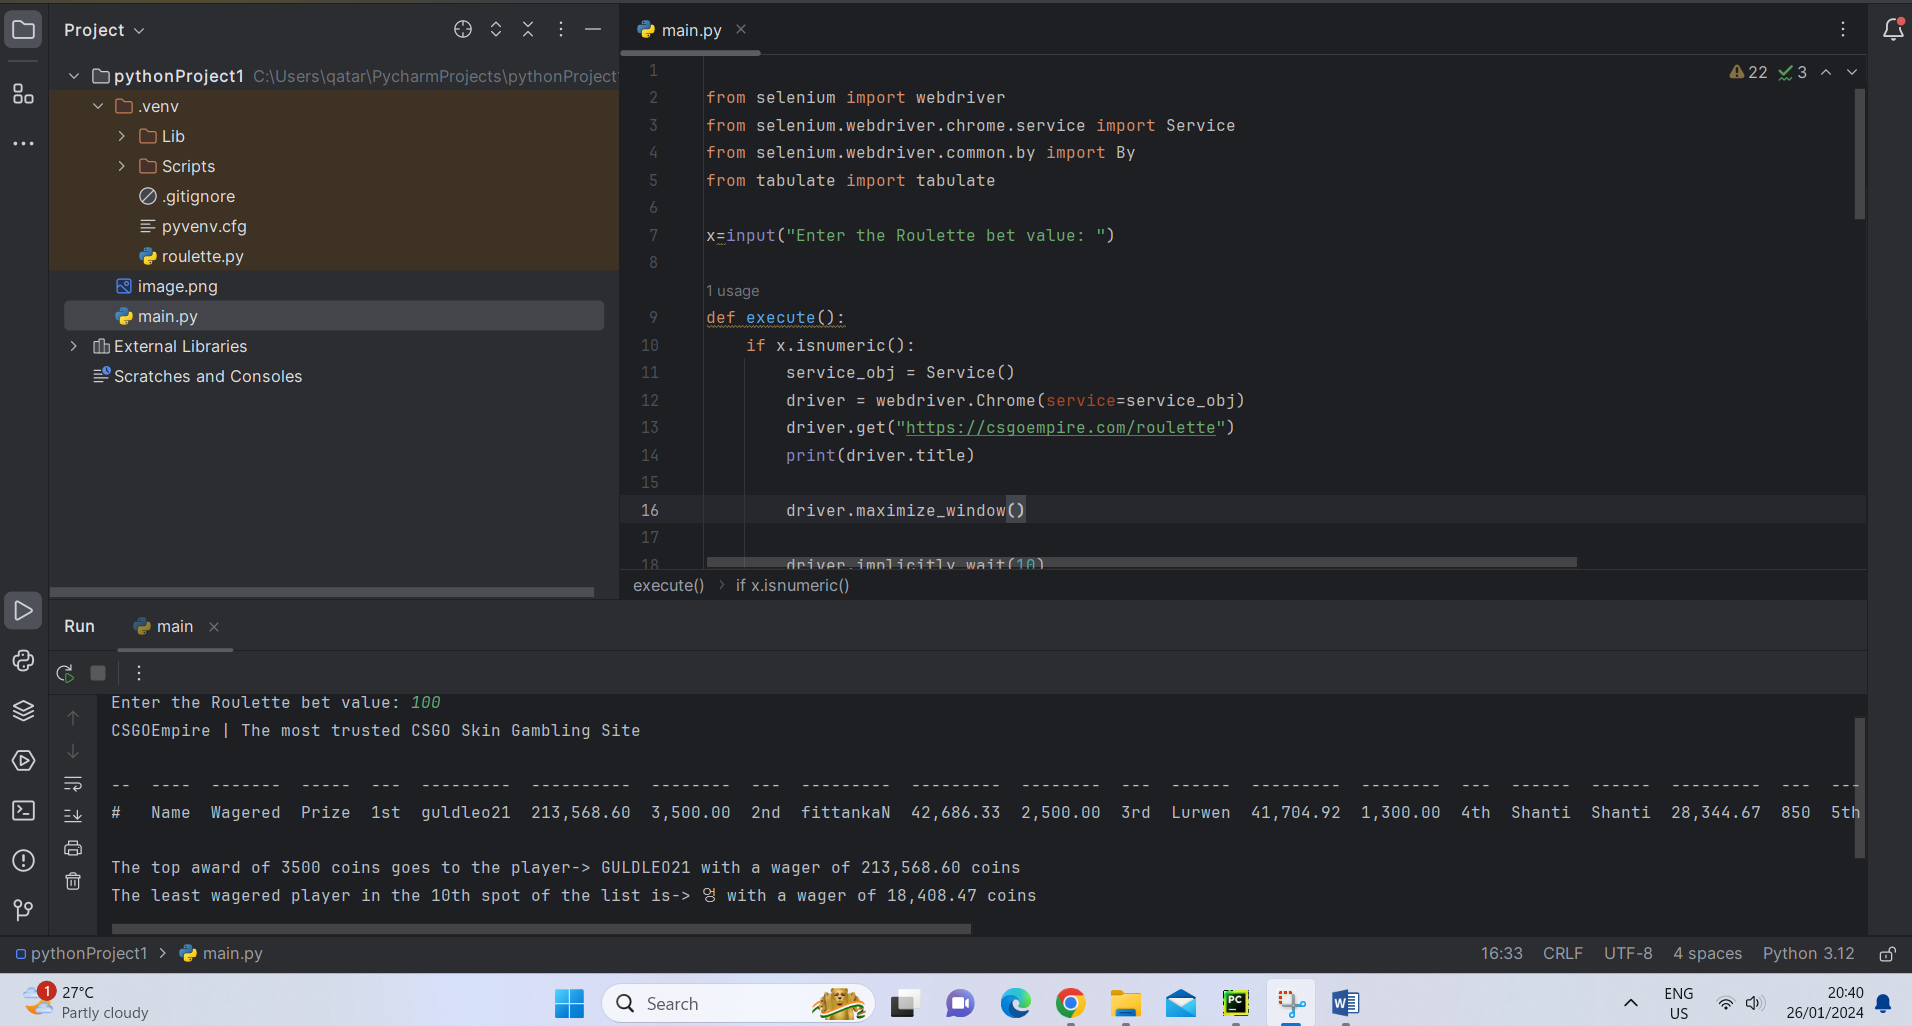 Project
main.py
pythonProject1 C:\Users\qatar\PycharmProjects\pythonProject
.venv
Lib
Scripts
.gitignore
pyvenv.cfg
roulette.py
image.png
main.py
External Libraries
Scratches and Consoles
22 3
1
2 from selenium import webdriver
3 from selenium.webdriver.chrome.service import Service
4 from selenium.webdriver.common.by import By
5 from tabulate import tabulate
6
7 x=input("Enter the Roulette bet value: ")
8
1 usage
9 def execute():
10 if x.isnumeric():
11 service_obj = Service()
12 driver = webdriver.Chrome(service=service_obj)
13 driver.get("https://csgoempire.com/roulette")
14 print(driver.title)
15
16 driver.maximize_window()
17
18 driver.implicitly_wait(10)
execute() if x.isnumeric()
Run main
Enter the Roulette bet value: 100
CSGOEmpire | The most trusted CSGO Skin Gambling Site
-- ---- ------- ----- --- --------- ---------- -------- --- --------- --------- -------- --- ------ --------- -------- --- ------ ------ --------- --- ---
# Name Wagered Prize 1st guldleo21 213,568.60 3,500.00 2nd fittankaN 42,686.33 2,500.00 3rd Lurwen 41,704.92 1,300.00 4th Shanti Shanti 28,344.67 850 5th
The top award of 3500 coins goes to the player-> GULDLEO21 with a wager of 213,568.60 coins
The least wagered player in the 10th spot of the list is-> 영 with a wager of 18,408.47 coins
pythonProject1 main.py
16:33 CRLF UTF-8 4 spaces Python 3.12
1
27°C
Partly cloudy
Search
PC
W
ENG
US
20:40
26/01/2024